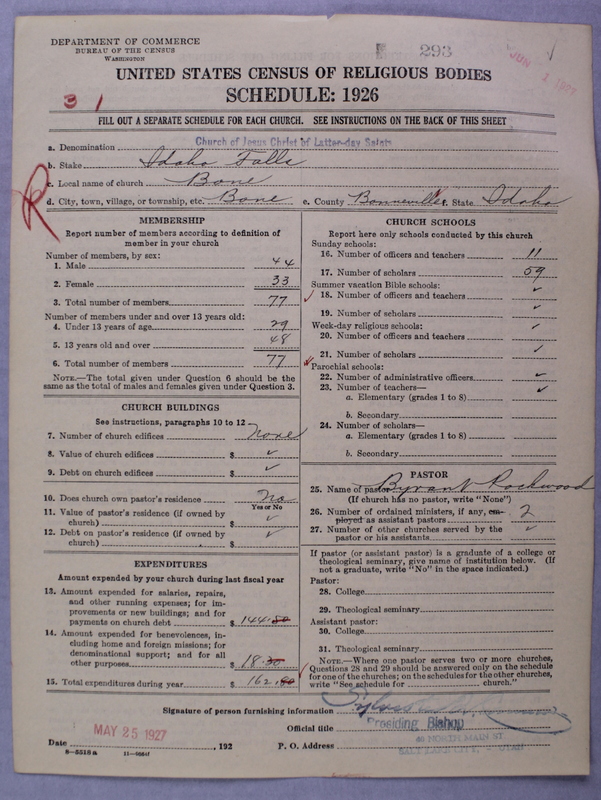 DEPARTMENT OF COMMERCE
BUREAU OF THE CENSUS
WASHINGTON
293
JUN 1 1927
UNITED STATES CENSUS OF RELIGIOUS BODIES
SCHEDULE: 1926
3 1
FILL OUT A SEPARATE SCHEDULE FOR EACH CHURCH. SEE INSTRUCTIONS ON THE BACK OF THIS SHEET
a. Denomination Church of Jesus Christ of Latter-day Saints
b. Stake Idaho Falls
c. Local name of church Bone
d. City, town, village, or township, etc. Bone e. County Bonneville f. State Idaho
R
MEMBERSHIP
Report number of members according to definition of
member in your church
Number of members, by sex:
1. Male 44
2. Female 33
3. Total number of members 77
Number of members under and over 13 years old:
4. Under 13 years of age 29
5. 13 years old and over 48
6. Total number of members 77
NOTE.—The total given under Question 6 should be the
same as the total of males and females given under Question 3.
CHURCH BUILDINGS
See instructions, paragraphs 10 to 12
7. Number of church edifices none
8. Value of church edifices $ ✓
9. Debt on church edifices $ ✓
10. Does church own pastor's residence no
Yes or No
11. Value of pastor's residence (if owned by
church) $ ✓
12. Debt on pastor's residence (if owned by
church) $ ✓
EXPENDITURES
Amount expended by your church during last fiscal year
13. Amount expended for salaries, repairs,
and other running expenses; for im-
provements or new buildings; and for
payments on church debt $ 144.50
14. Amount expended for benevolences, in-
cluding home and foreign missions; for
denominational support; and for all
other purposes $ 18.30
15. Total expenditures during year $ 162.80
CHURCH SCHOOLS
Report here only schools conducted by this church
Sunday schools:
16. Number of officers and teachers 11
17. Number of scholars 59
Summer vacation Bible schools:
18. Number of officers and teachers ✓
19. Number of scholars ✓
Week-day religious schools:
20. Number of officers and teachers ✓
21. Number of scholars ✓
Parochial schools:
22. Number of administrative officers ✓
23. Number of teachers—
a. Elementary (grades 1 to 8) ✓
b. Secondary
24. Number of scholars—
a. Elementary (grades 1 to 8)
b. Secondary
PASTOR
25. Name of pastor Byrant Rockwood
(If church has no pastor, write "None")
26. Number of ordained ministers, if any, em-
ployed as assistant pastors 2
27. Number of other churches served by the
pastor or his assistants ✓
If pastor (or assistant pastor) is a graduate of a college or
theological seminary, give name of institution below. (If
not a graduate, write "No" in the space indicated.)
Pastor:
28. College
29. Theological seminary
Assistant pastor:
30. College
31. Theological seminary
NOTE.—Where one pastor serves two or more churches,
Questions 28 and 29 should be answered only on the schedule
for one of the churches; on the schedules for the other churches,
write "See schedule for church."
Signature of person furnishing information
Official title Presiding Bishop
MAY 25 1927
Date , 192 P. O. Address 40 NORTH MAIN ST.
SALT LAKE CITY, UTAH